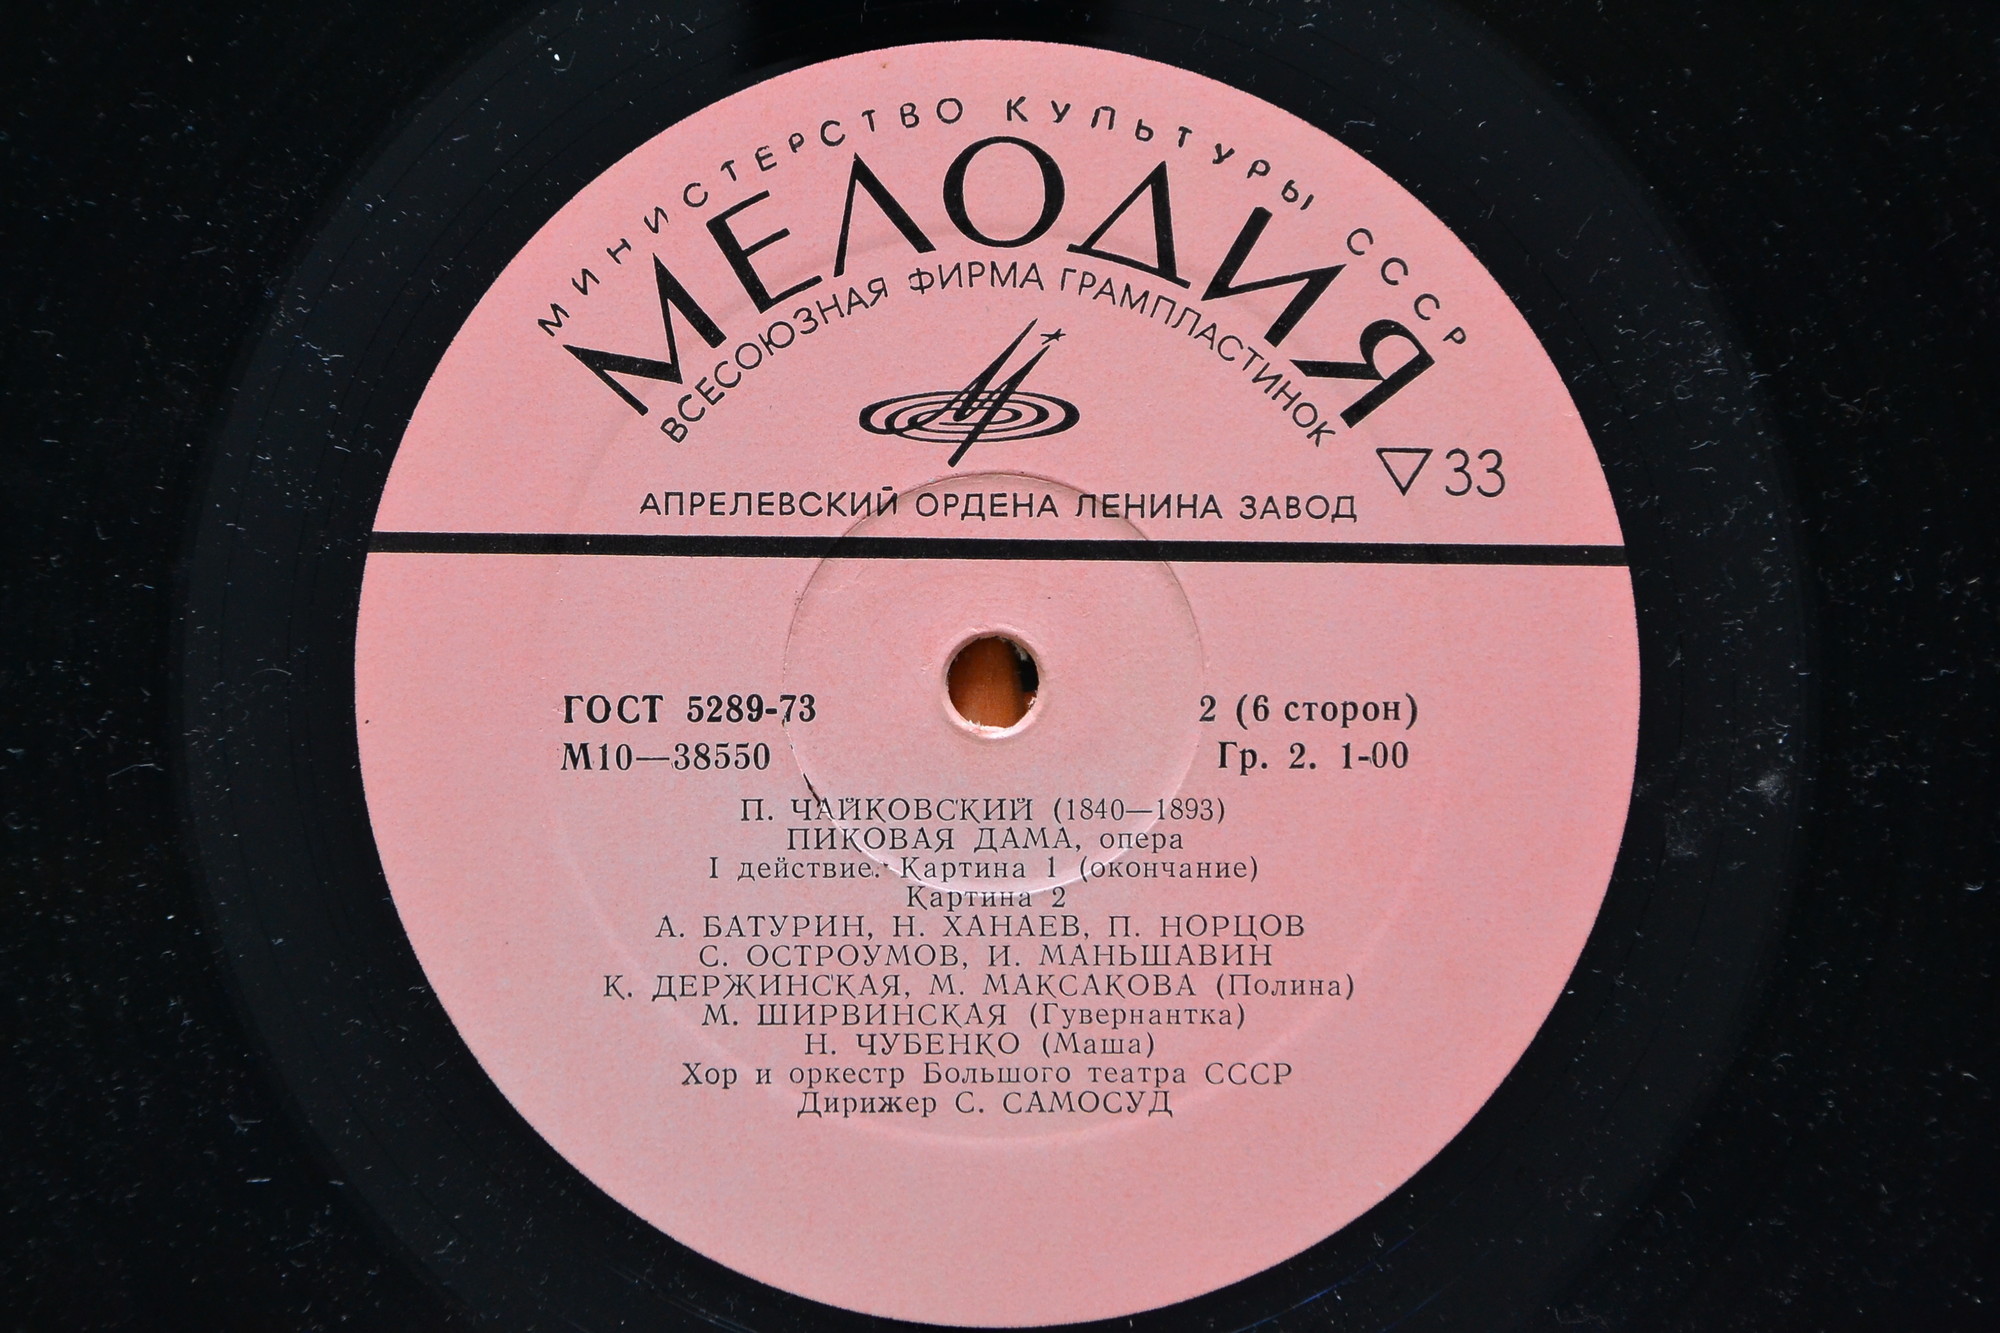 МИНИСТЕРСТВО КУЛЬТУРЫ СССР
МЕЛОДИЯ
ВСЕСОЮЗНАЯ ФИРМА ГРАМПЛАСТИНОК
33
АПРЕЛЕВСКИЙ ОРДЕНА ЛЕНИНА ЗАВОД
ГОСТ 5289-73 2 (6 сторон)
М10—38550 Гр. 2. 1-00
П. ЧАЙКОВСКИЙ (1840—1893)
ПИКОВАЯ ДАМА, опера
I действие. Картина 1 (окончание)
Картина 2
А. БАТУРИН, Н. ХАНАЕВ, П. НОРЦОВ
С. ОСТРОУМОВ, И. МАНЬШАВИН
К. ДЕРЖИНСКАЯ, М. МАКСАКОВА (Полина)
М. ШИРВИНСКАЯ (Гувернантка)
Н. ЧУБЕНКО (Маша)
Хор и оркестр Большого театра СССР
Дирижер С. САМОСУД